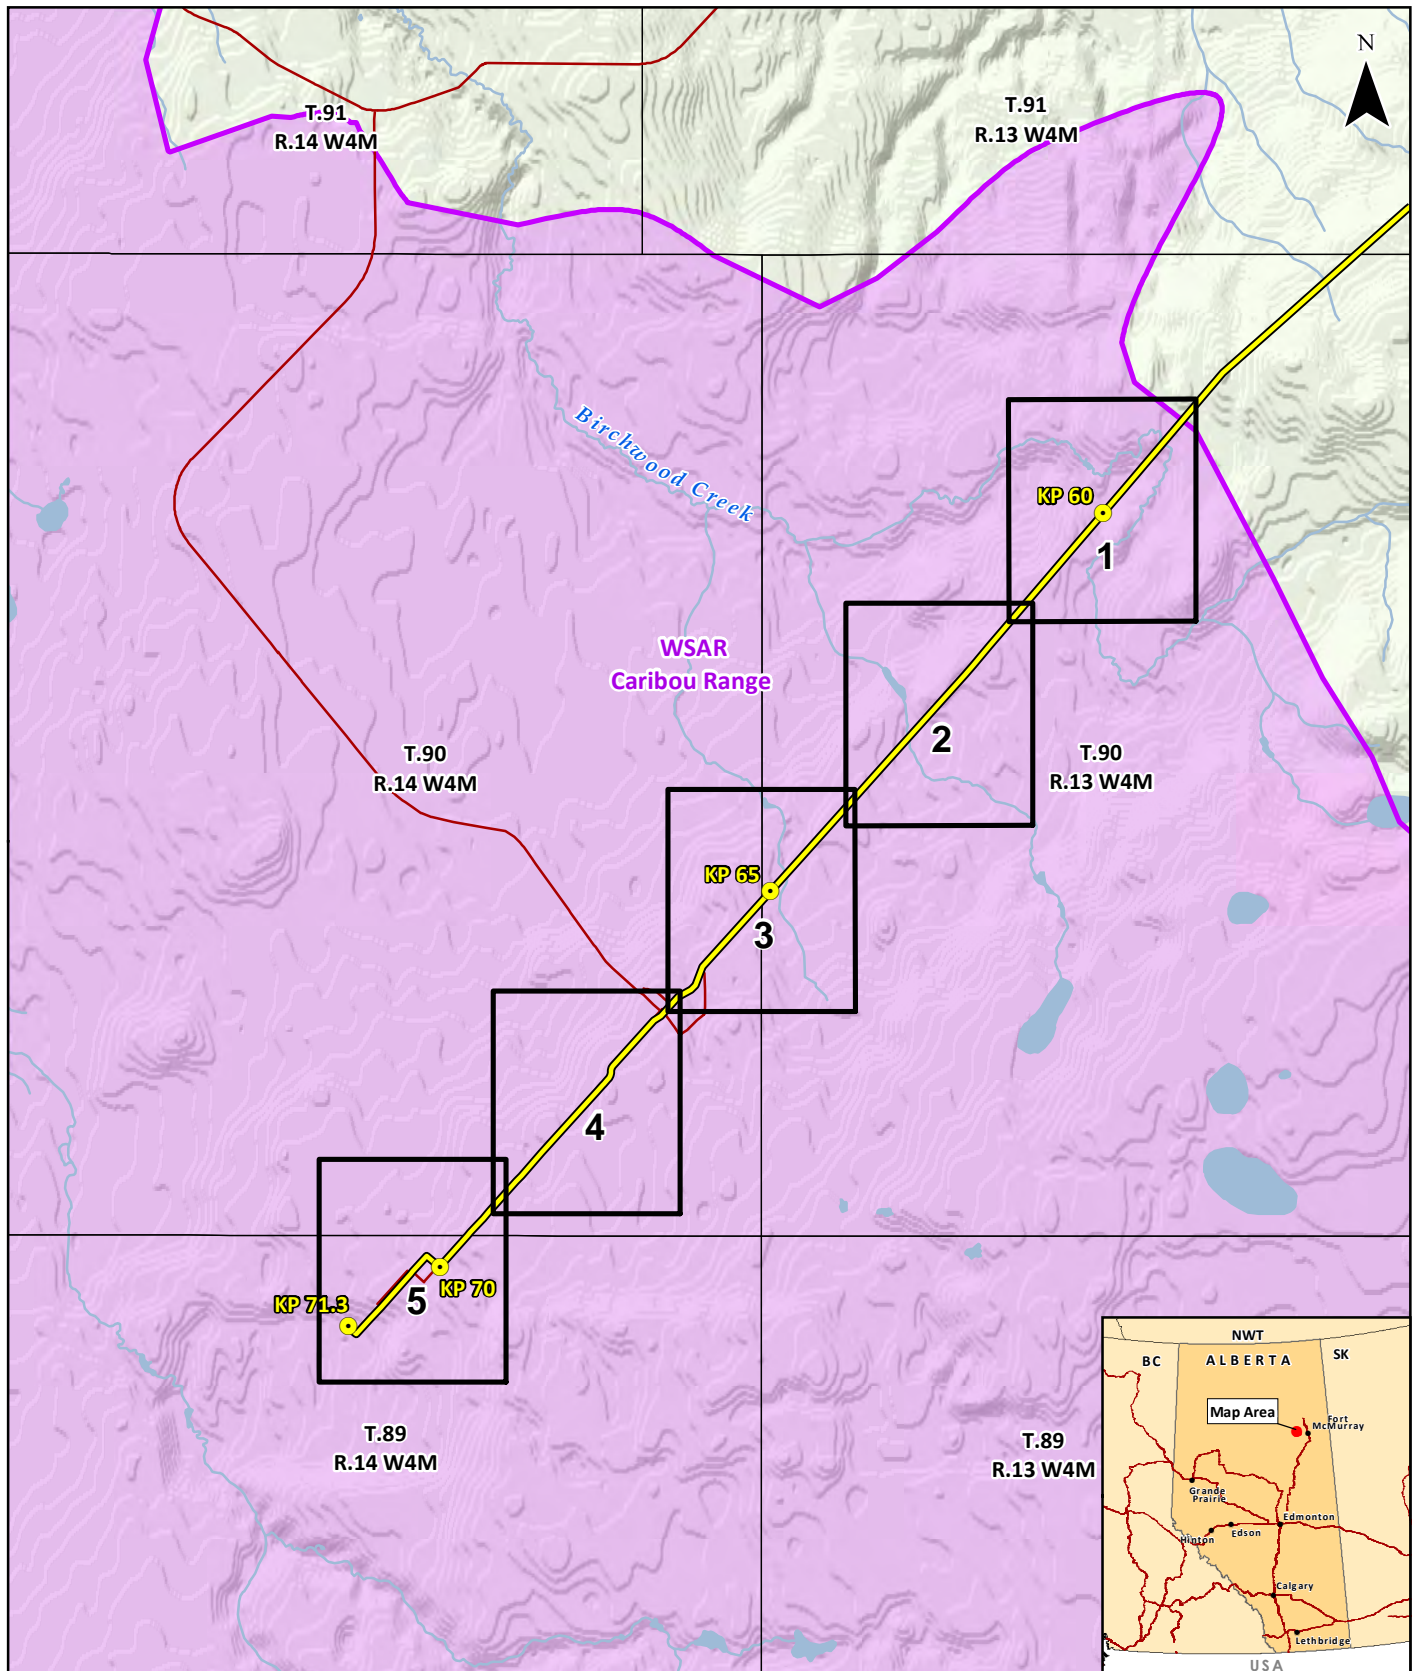 N
T.91
R.14 W4M
T.91
R.13 W4M
Birchwood Creek
KP 60
1
WSAR
Caribou Range
2
T.90
R.14 W4M
T.90
R.13 W4M
KP 65
3
4
KP 70
KP 71.3
5
T.89
R.14 W4M
T.89
R.13 W4M
NWT
BC
ALBERTA
SK
Map Area
Fort
McMurray
Grande
Prairie
Edmonton
Edson
Hinton
Calgary
Lethbridge
USA